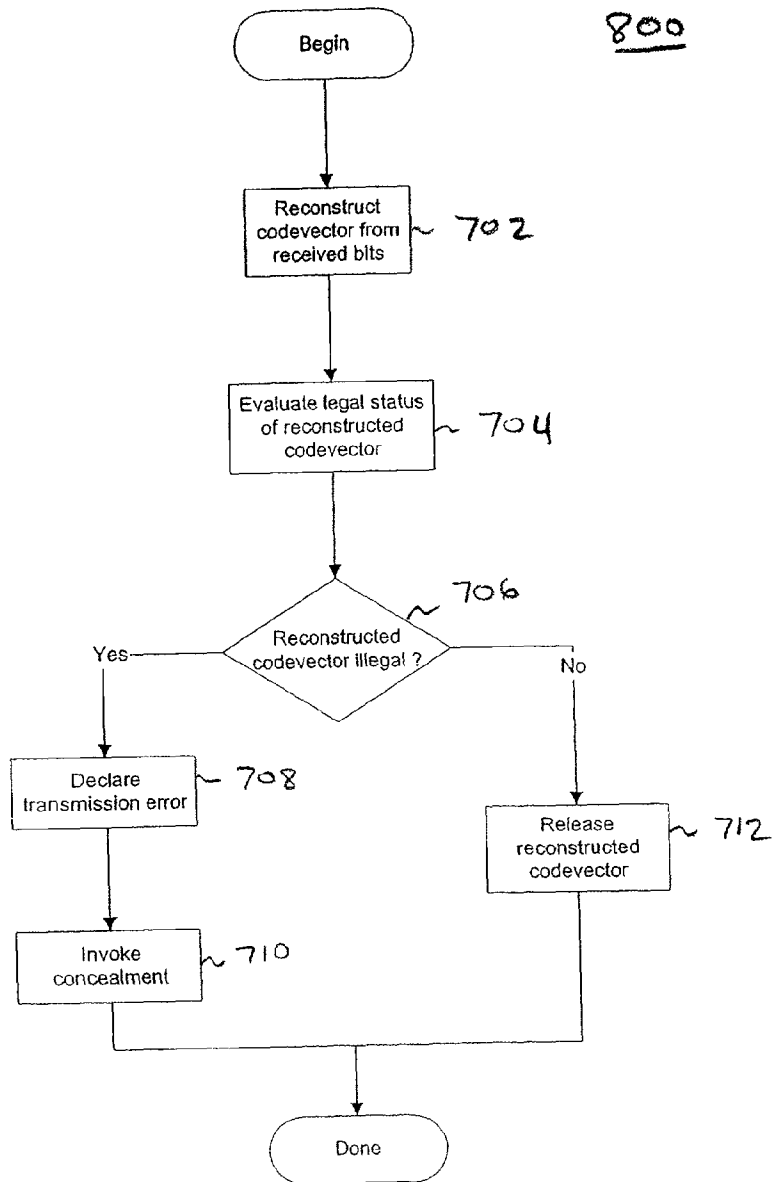 800
Begin
Reconstruct
codevector from
received bits
702
Evaluate legal status
of reconstructed
codevector
704
706
Reconstructed
codevector illegal ?
Yes
No
Declare
transmission error
708
Release
reconstructed
codevector
712
Invoke
concealment
710
Done